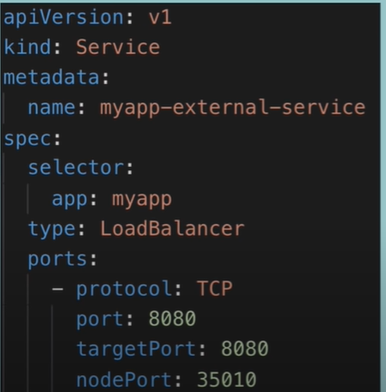 apiVersion: v1
kind: Service
metadata:
  name: myapp-external-service
spec:
  selector:
    app: myapp
  type: LoadBalancer
  ports:
    - protocol: TCP
      port: 8080
      targetPort: 8080
      nodePort: 35010